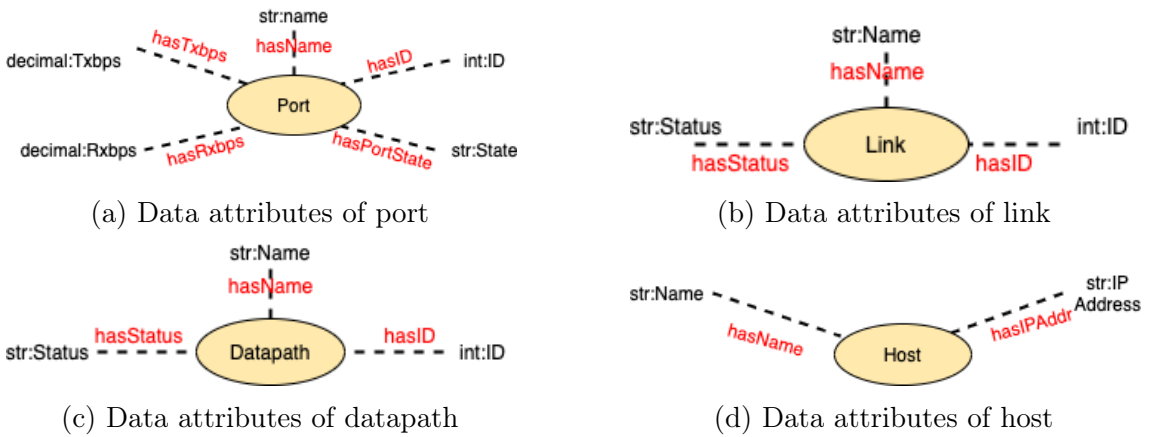 str:name
hasTxbps
hasName
hasID
decimal:Txbps
int:ID
Port
decimal:Rxbps
hasRxbps
hasPortState
str:State
(a) Data attributes of port
str:Name
hasName
str:Status
int:ID
Link
hasStatus
hasID
(b) Data attributes of link
str:Name
hasName
hasStatus
hasID
str:Status
Datapath
int:ID
(c) Data attributes of datapath
str:Name
str:IP
Address
hasName
hasIPAddr
Host
(d) Data attributes of host